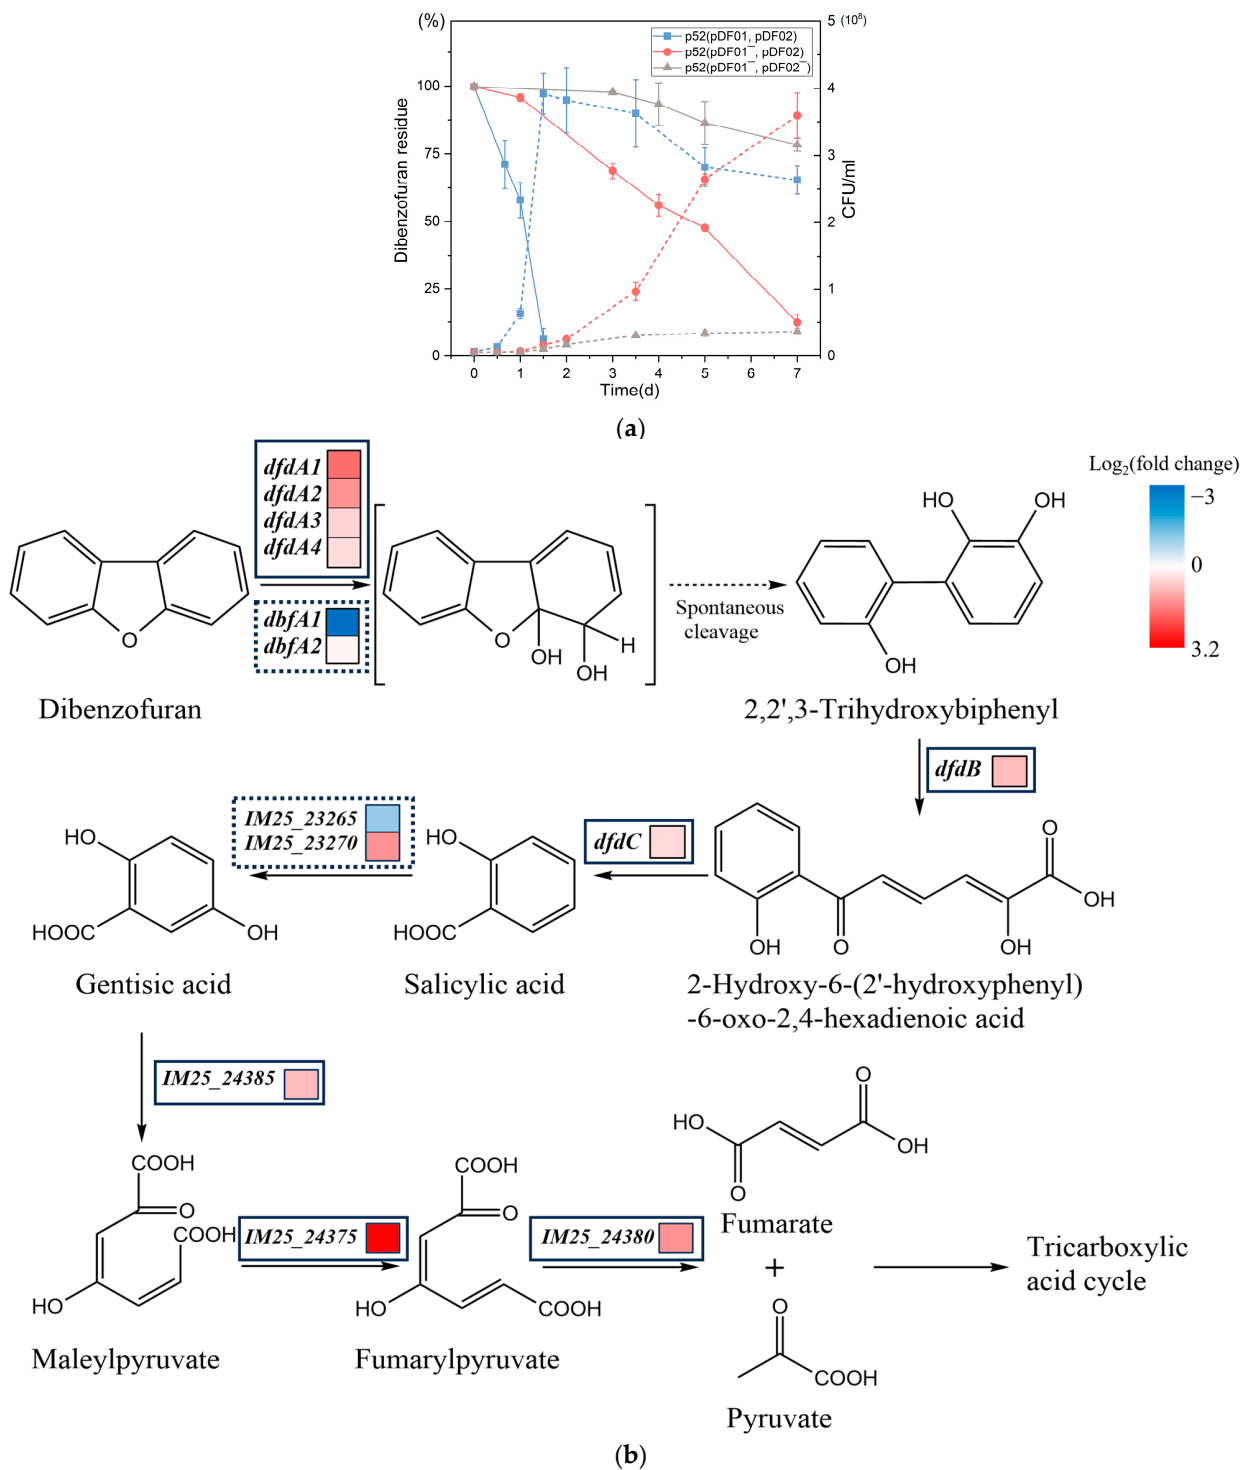 (%)
5 (10⁸)
p52(pDF01, pDF02)
p52(pDF01⁻, pDF02)
p52(pDF01⁻, pDF02⁻)
100
4
75
3
Dibenzofuran residue
CFU/ml
50
2
25
1
0
0
0 1 2 3 4 5 6 7
Time(d)
(a)
dfdA1
dfdA2
dfdA3
dfdA4
dbfA1
dbfA2
O
O
OH
OH
H
Spontaneous
cleavage
HO
OH
OH
Log₂(fold change)
−3
0
3.2
Dibenzofuran
2,2',3-Trihydroxybiphenyl
dfdB
IM25_23265
IM25_23270
dfdC
HO
HOOC
OH
HO
HOOC
OH
O
OH
O
OH
Gentisic acid
Salicylic acid
2-Hydroxy-6-(2'-hydroxyphenyl)
-6-oxo-2,4-hexadienoic acid
IM25_24385
HO
O
O
OH
Fumarate
COOH
O
COOH
HO
IM25_24375
COOH
O
HO
COOH
IM25_24380
+
Tricarboxylic
acid cycle
O
COOH
Maleylpyruvate
Fumarylpyruvate
Pyruvate
(b)